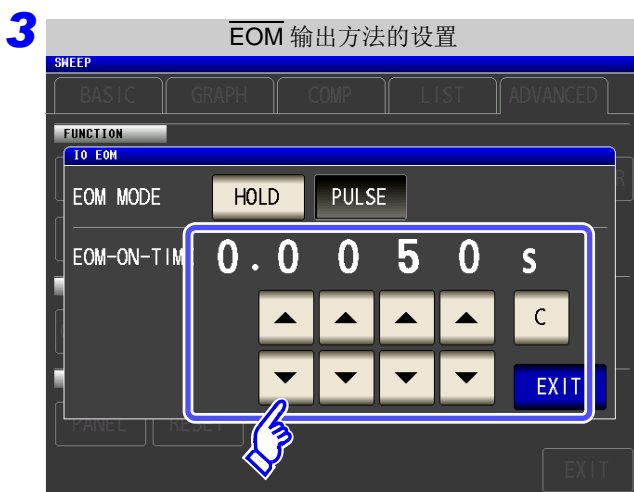 3
EOM 输出方法的设置
SWEEP
BASIC GRAPH COMP LIST ADVANCED
FUNCTION
IO EOM
EOM MODE HOLD PULSE
EOM-ON-TIM 0.0050 s
C
EXIT
PANEL RESET
EXIT